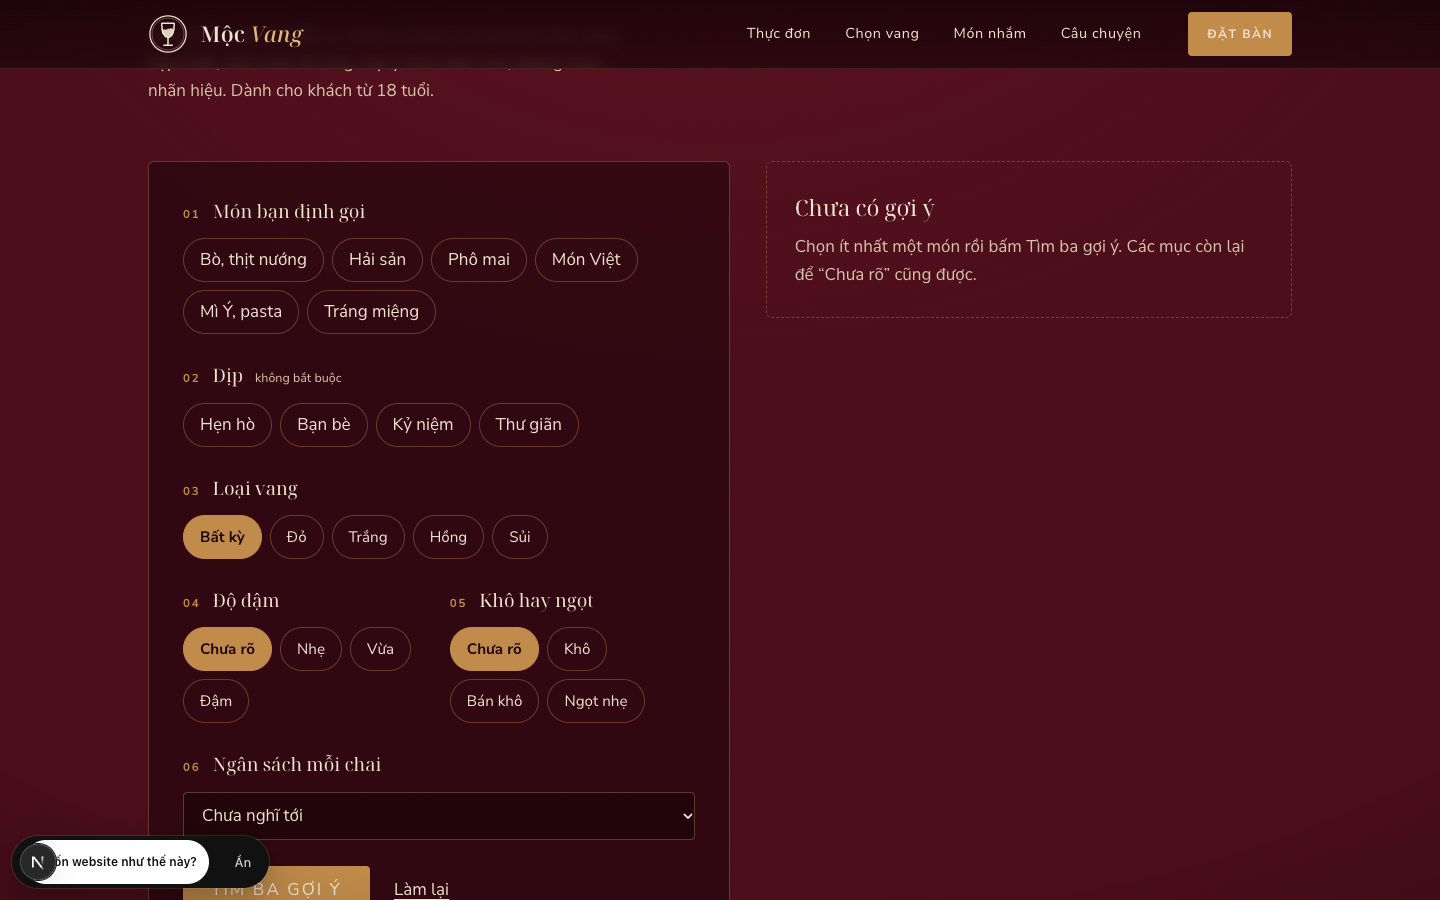 Mộc Vang
Thực đơn
Chọn vang
Món nhắm
Câu chuyện
ĐẶT BÀN
nhãn hiệu. Dành cho khách từ 18 tuổi.
01 Món bạn định gọi
Bò, thịt nướng
Hải sản
Phô mai
Món Việt
Mì Ý, pasta
Tráng miệng
02 Dịp không bắt buộc
Hẹn hò
Bạn bè
Kỷ niệm
Thư giãn
03 Loại vang
Bất kỳ
Đỏ
Trắng
Hồng
Sủi
04 Độ đậm
Chưa rõ
Nhẹ
Vừa
Đậm
05 Khô hay ngọt
Chưa rõ
Khô
Bán khô
Ngọt nhẹ
06 Ngân sách mỗi chai
Chưa nghĩ tới
TÌM BA GỢI Ý
Làm lại
Chưa có gợi ý
Chọn ít nhất một món rồi bấm Tìm ba gợi ý. Các mục còn lại
để “Chưa rõ” cũng được.
N
website như thế này?
Ẩn